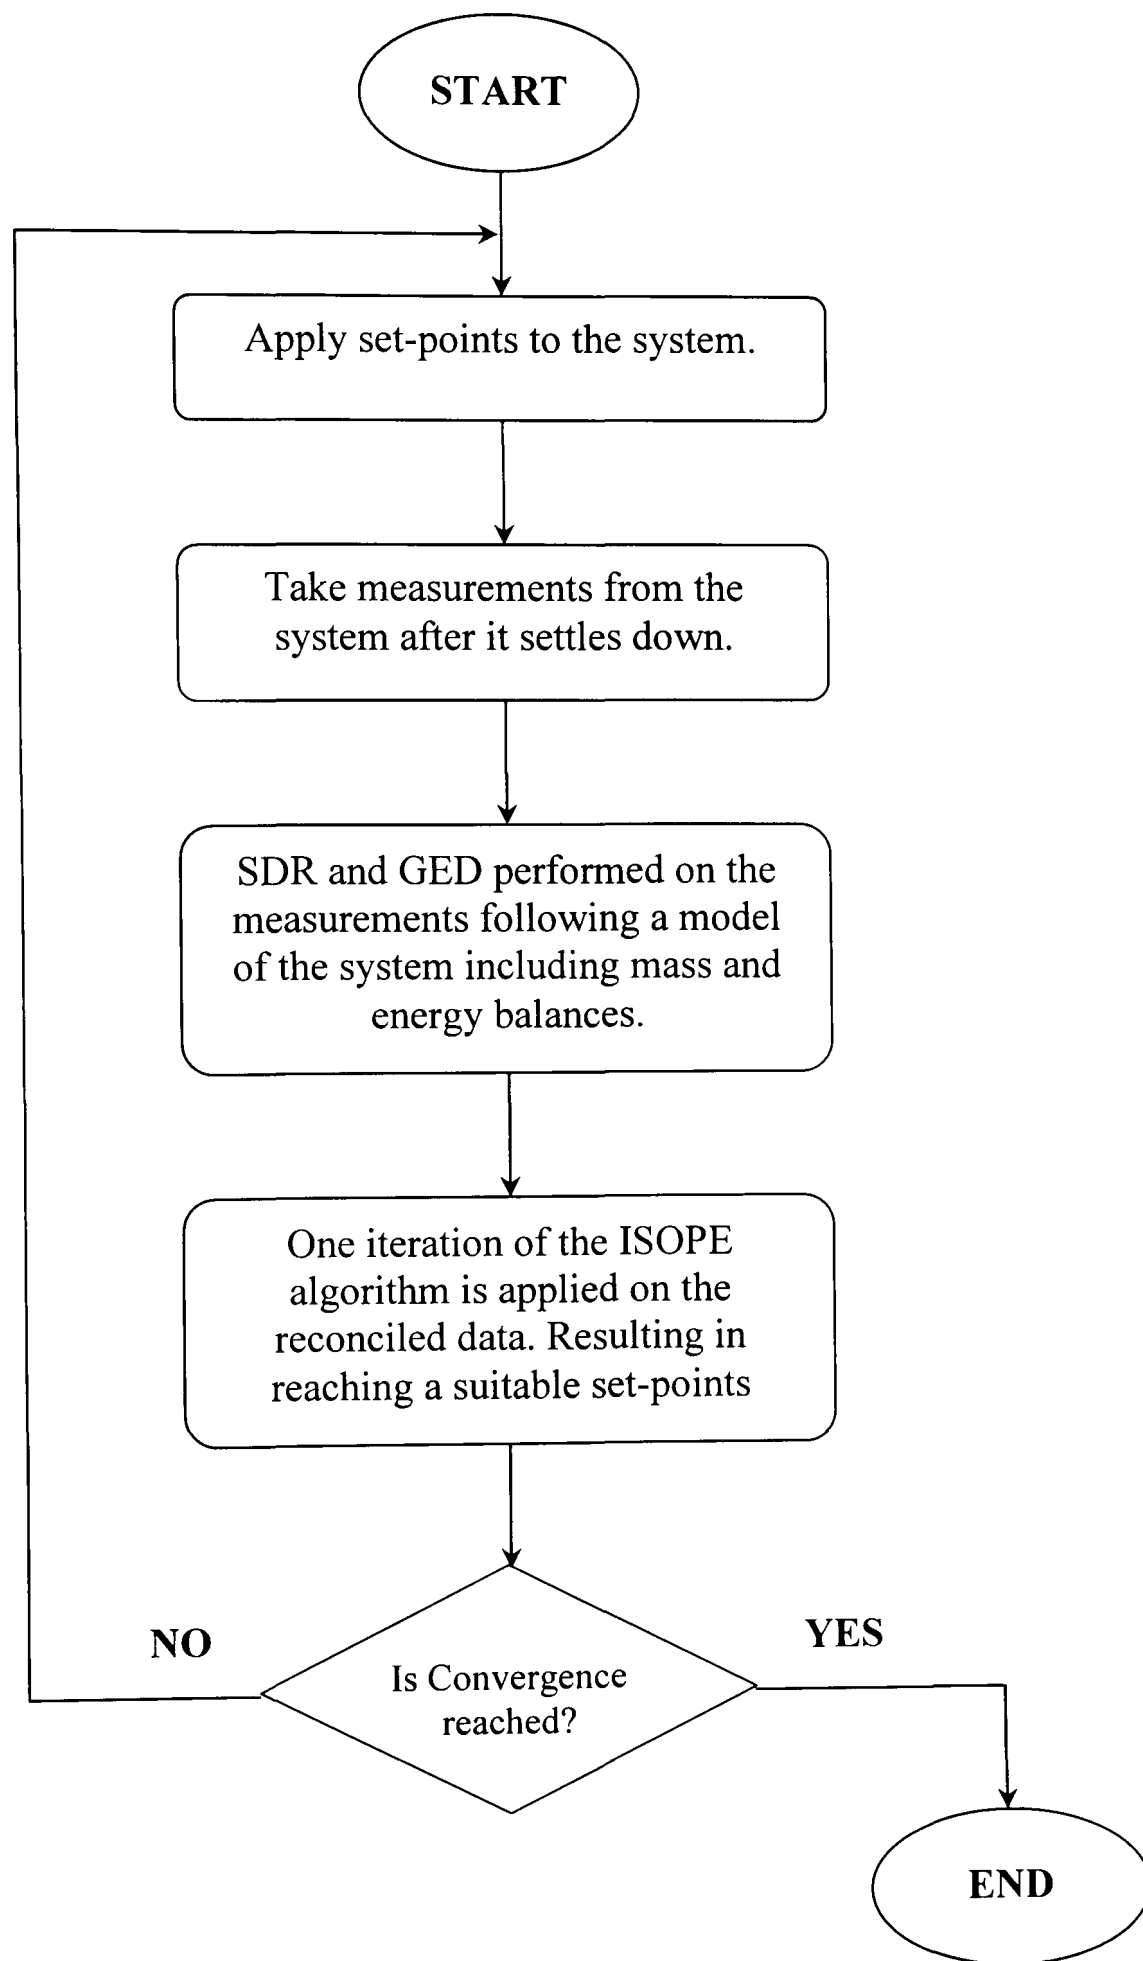 START
Apply set-points to the system.
Take measurements from the
system after it settles down.
SDR and GED performed on the
measurements following a model
of the system including mass and
energy balances.
One iteration of the ISOPE
algorithm is applied on the
reconciled data. Resulting in
reaching a suitable set-points
NO
YES
Is Convergence
reached?
END